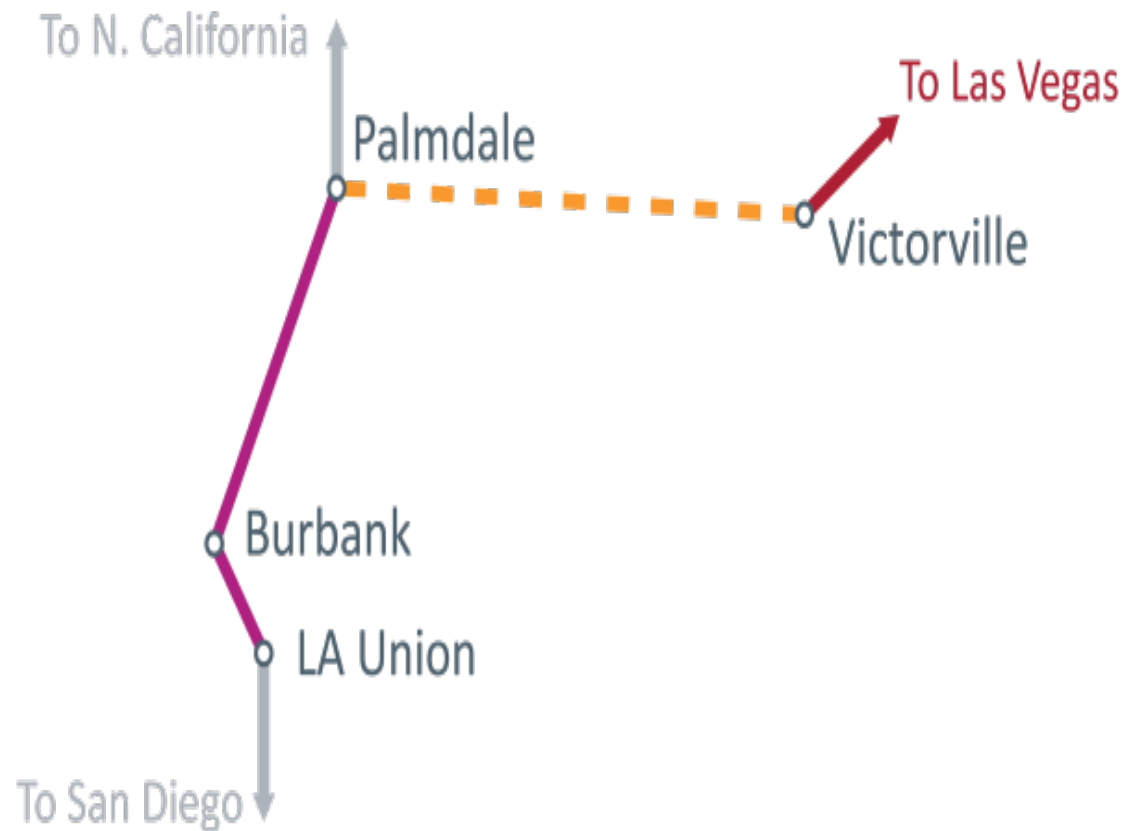 To N. California
To Las Vegas
Palmdale
Victorville
Burbank
LA Union
To San Diego